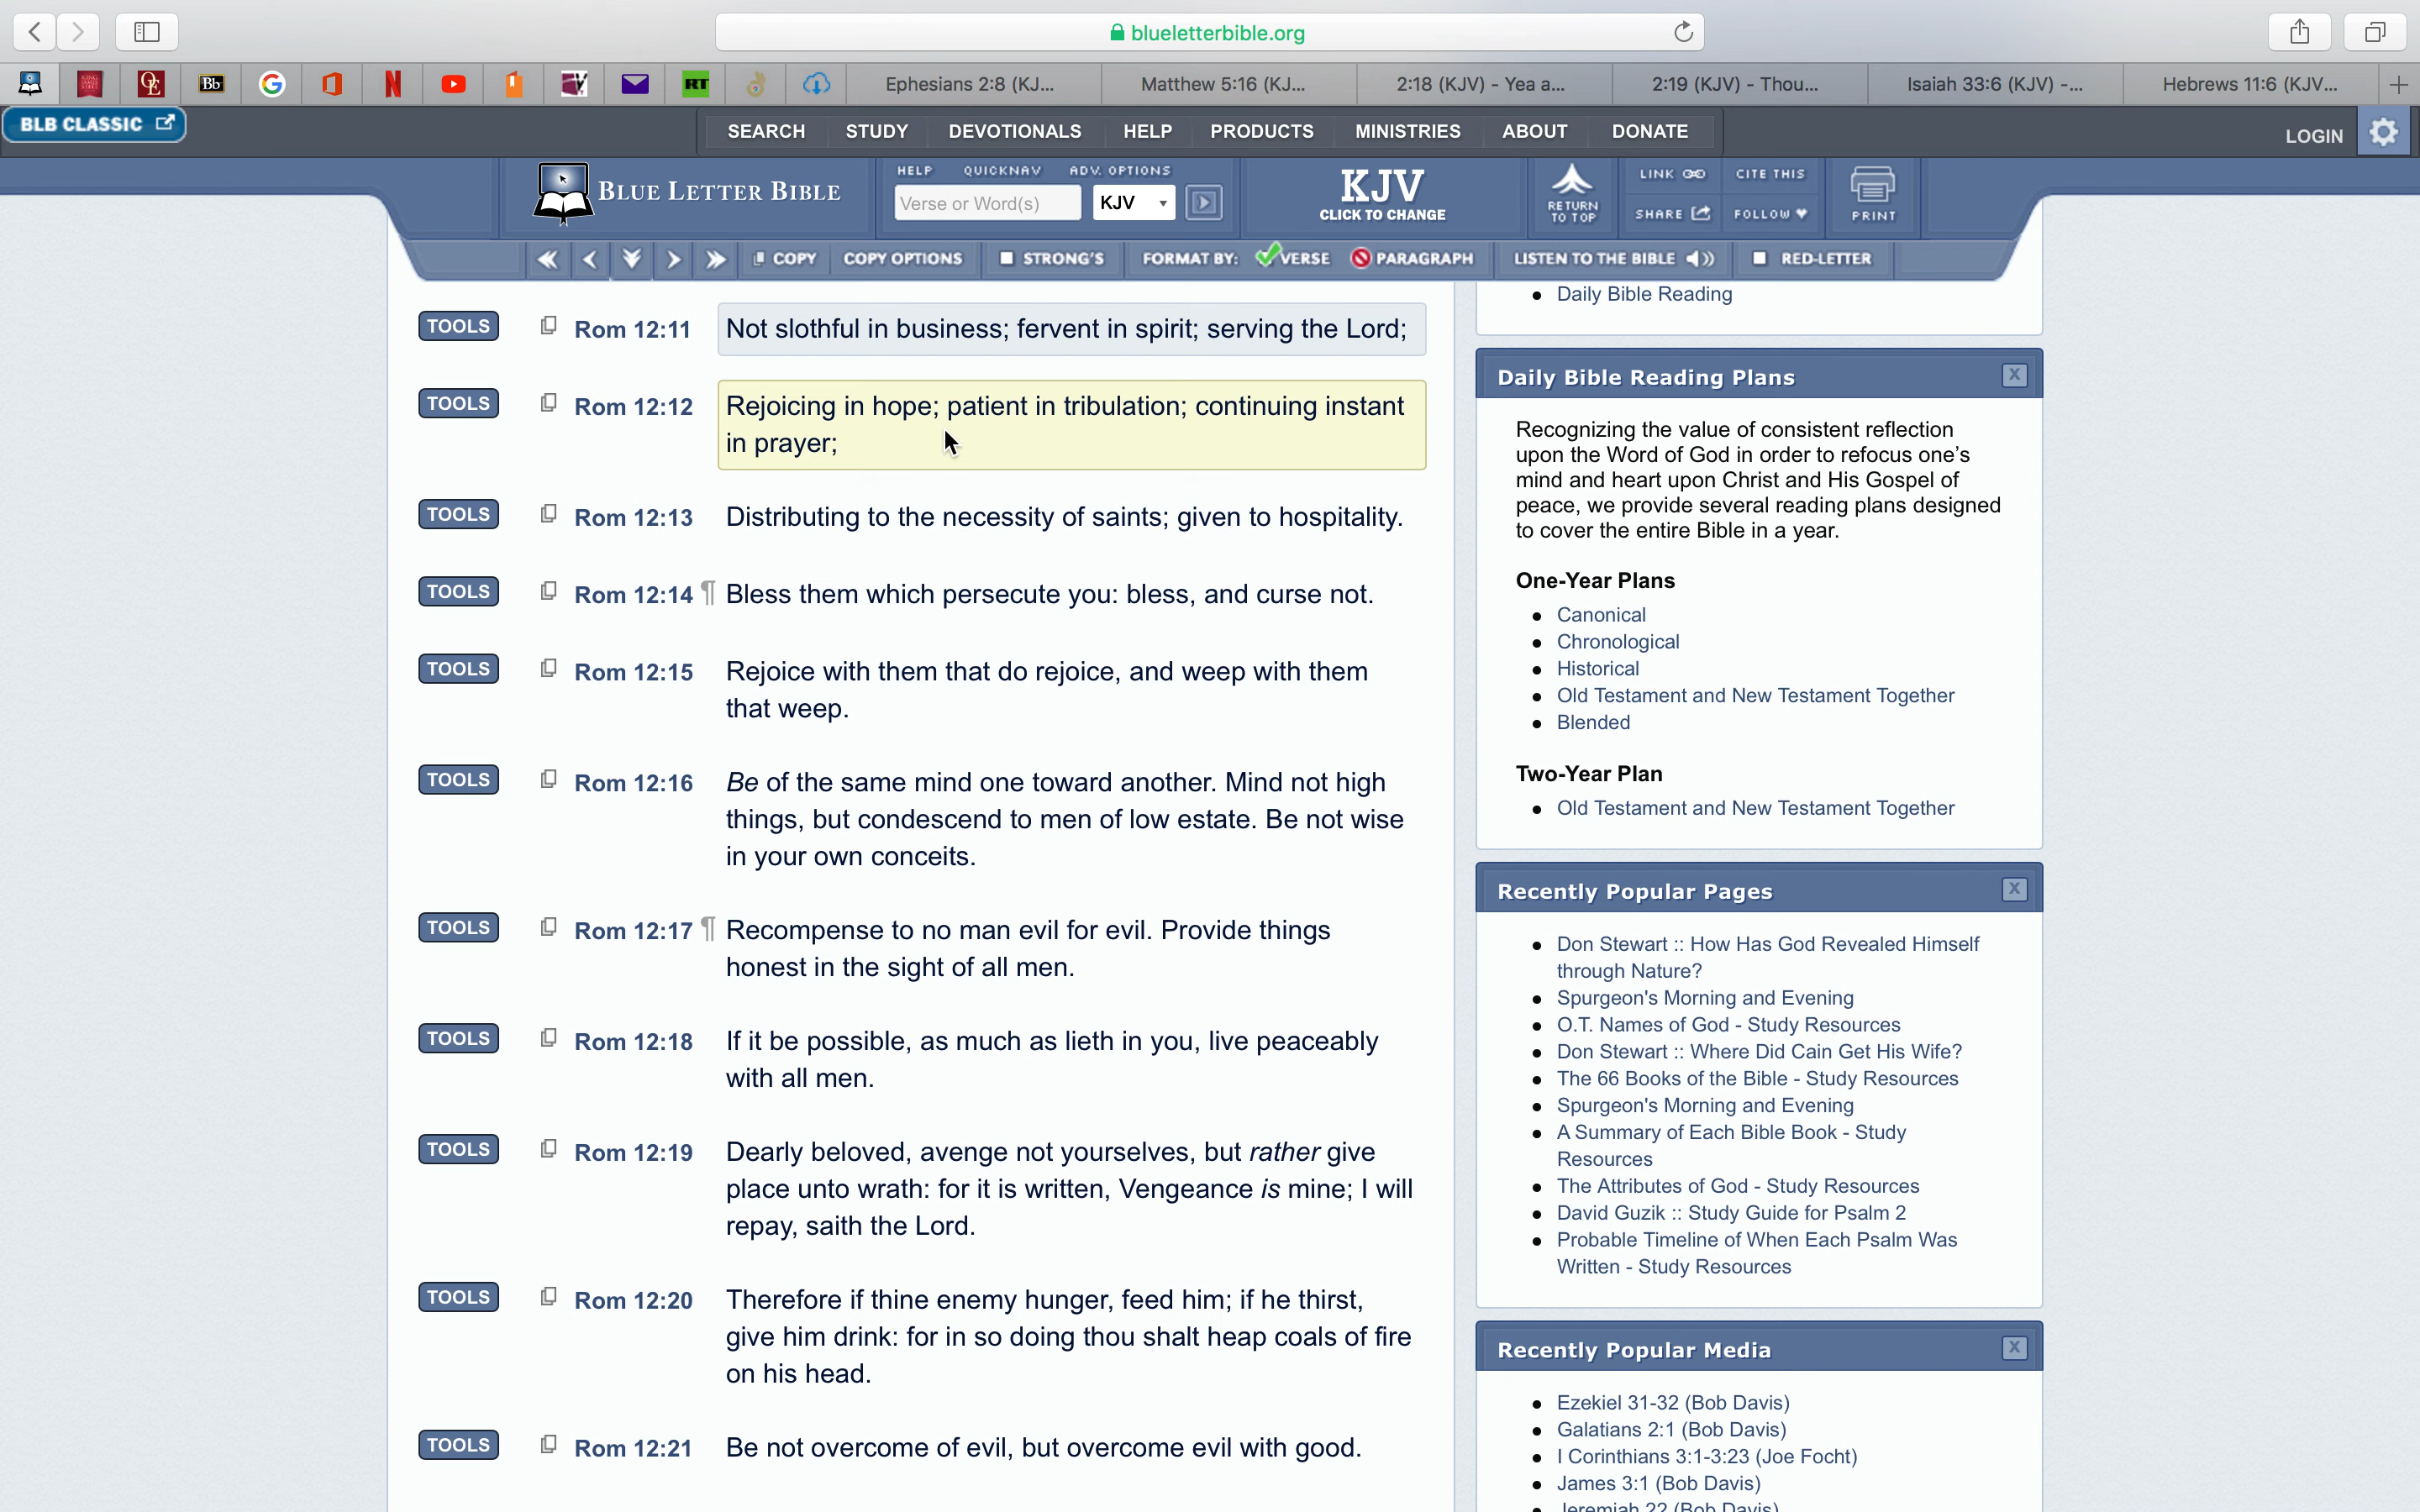 blueletterbible.org
Bb
RT
Ephesians 2:8 (KJ...
Matthew 5:16 (KJ...
2:18 (KJV) - Yea a...
2:19 (KJV) - Thou...
Isaiah 33:6 (KJV) -...
Hebrews 11:6 (KJV...
BLB CLASSIC
SEARCH STUDY DEVOTIONALS HELP PRODUCTS MINISTRIES ABOUT DONATE
LOGIN
BLUE LETTER BIBLE
HELP QUICKNAV ADV. OPTIONS
Verse or Word(s) KJV
KJV
CLICK TO CHANGE
RETURN
TO TOP
LINK CITE THIS
SHARE FOLLOW
PRINT
COPY COPY OPTIONS STRONG'S FORMAT BY: VERSE PARAGRAPH LISTEN TO THE BIBLE RED-LETTER
TOOLS Rom 12:11 Not slothful in business; fervent in spirit; serving the Lord;
TOOLS Rom 12:12 Rejoicing in hope; patient in tribulation; continuing instant
in prayer;
TOOLS Rom 12:13 Distributing to the necessity of saints; given to hospitality.
TOOLS Rom 12:14 ¶ Bless them which persecute you: bless, and curse not.
TOOLS Rom 12:15 Rejoice with them that do rejoice, and weep with them
that weep.
TOOLS Rom 12:16 Be of the same mind one toward another. Mind not high
things, but condescend to men of low estate. Be not wise
in your own conceits.
TOOLS Rom 12:17 ¶ Recompense to no man evil for evil. Provide things
honest in the sight of all men.
TOOLS Rom 12:18 If it be possible, as much as lieth in you, live peaceably
with all men.
TOOLS Rom 12:19 Dearly beloved, avenge not yourselves, but rather give
place unto wrath: for it is written, Vengeance is mine; I will
repay, saith the Lord.
TOOLS Rom 12:20 Therefore if thine enemy hunger, feed him; if he thirst,
give him drink: for in so doing thou shalt heap coals of fire
on his head.
TOOLS Rom 12:21 Be not overcome of evil, but overcome evil with good.
Daily Bible Reading
Daily Bible Reading Plans
Recognizing the value of consistent reflection
upon the Word of God in order to refocus one's
mind and heart upon Christ and His Gospel of
peace, we provide several reading plans designed
to cover the entire Bible in a year.
One-Year Plans
Canonical
Chronological
Historical
Old Testament and New Testament Together
Blended
Two-Year Plan
Old Testament and New Testament Together
Recently Popular Pages
Don Stewart :: How Has God Revealed Himself
through Nature?
Spurgeon's Morning and Evening
O.T. Names of God - Study Resources
Don Stewart :: Where Did Cain Get His Wife?
The 66 Books of the Bible - Study Resources
Spurgeon's Morning and Evening
A Summary of Each Bible Book - Study
Resources
The Attributes of God - Study Resources
David Guzik :: Study Guide for Psalm 2
Probable Timeline of When Each Psalm Was
Written - Study Resources
Recently Popular Media
Ezekiel 31-32 (Bob Davis)
Galatians 2:1 (Bob Davis)
I Corinthians 3:1-3:23 (Joe Focht)
James 3:1 (Bob Davis)
Jeremiah 22 (Bob Davis)